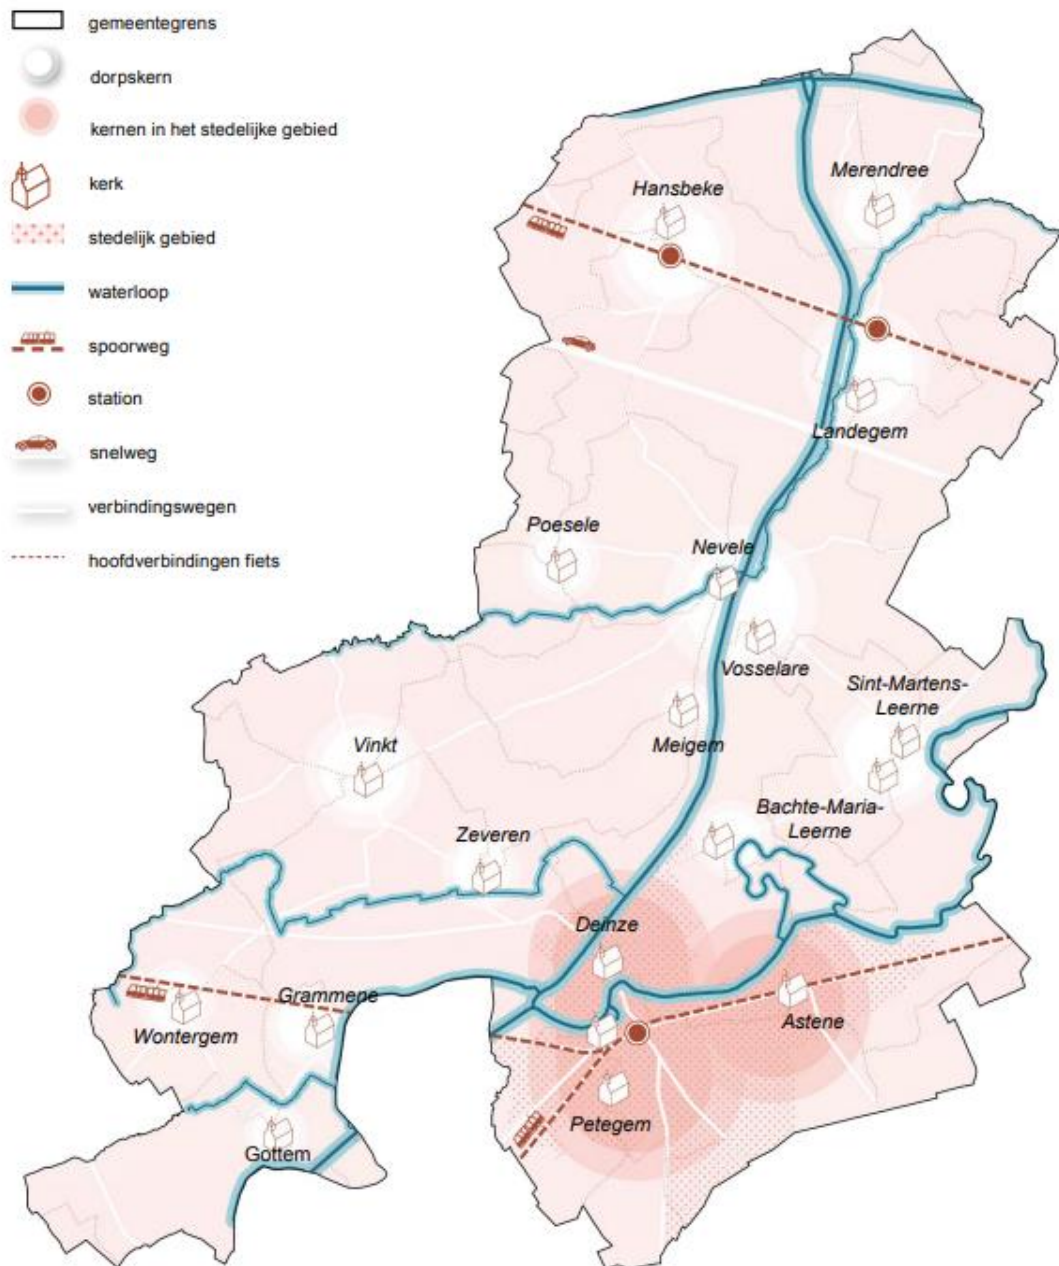 gemeentegrens
dorpskern
kernen in het stedelijke gebied
kerk
stedelijk gebied
waterloop
spoorweg
station
snelweg
verbindingswegen
hoofdverbindingen fiets
Merendree
Hansbeke
Landegem
Poesele
Nevele
Vosselare
Sint-Martens-
Leerne
Meigem
Vinkt
Bachte-Maria-
Leerne
Zeveren
Deinze
Grammene
Wontergem
Astene
Petegem
Gottem